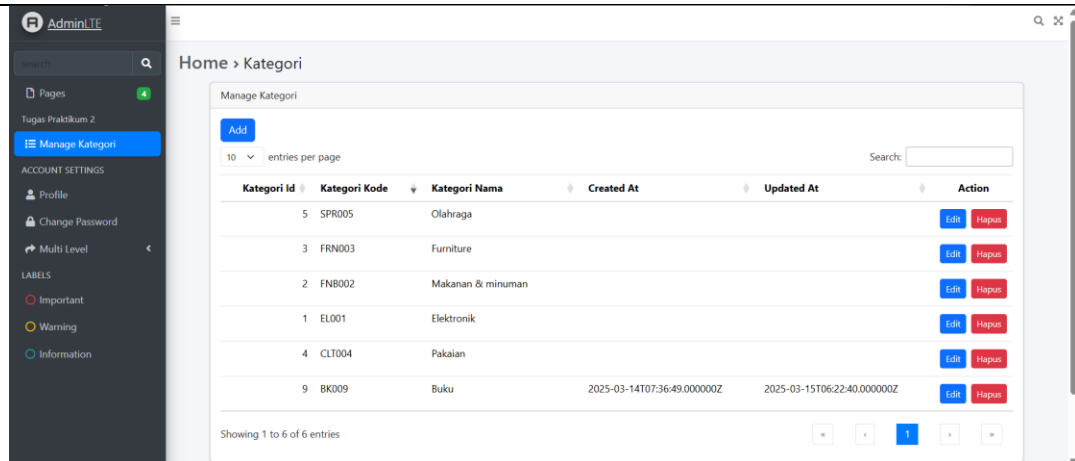 AdminLTE
search
Pages 4
Tugas Praktikum 2
Manage Kategori
ACCOUNT SETTINGS
Profile
Change Password
Multi Level
LABELS
Important
Warning
Information
Home › Kategori
Manage Kategori
Add
10 entries per page Search:
Kategori Id Kategori Kode Kategori Nama Created At Updated At Action
5 SPR005 Olahraga Edit Hapus
3 FRN003 Furniture Edit Hapus
2 FNB002 Makanan & minuman Edit Hapus
1 EL001 Elektronik Edit Hapus
4 CLT004 Pakaian Edit Hapus
9 BK009 Buku 2025-03-14T07:36:49.000000Z 2025-03-15T06:22:40.000000Z Edit Hapus
Showing 1 to 6 of 6 entries « ‹ 1 › »